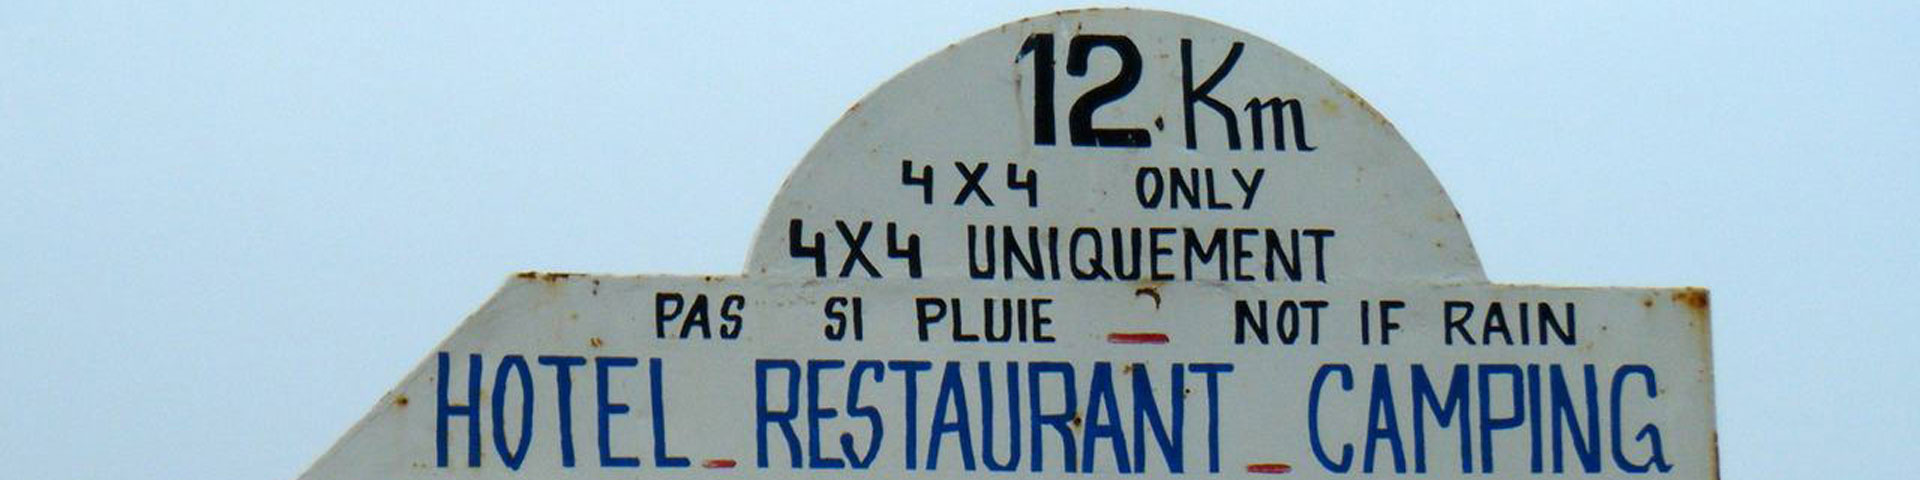 12 Km
4X4 ONLY
4X4 UNIQUEMENT
PAS SI PLUIE _ NOT IF RAIN
HOTEL _ RESTAURANT _ CAMPING